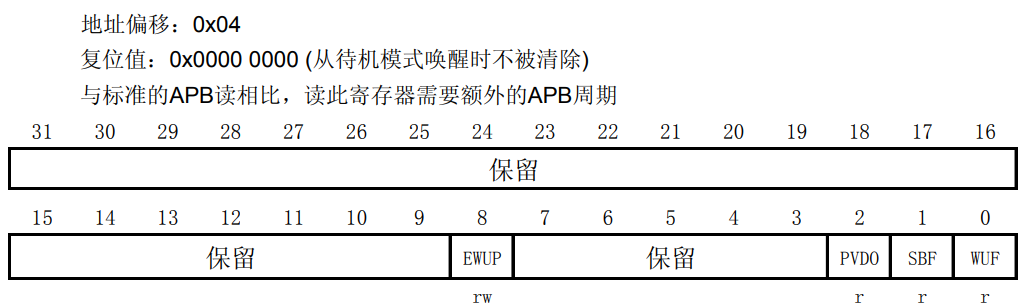 地址偏移：0x04
复位值：0x0000 0000 (从待机模式唤醒时不被清除)
与标准的APB读相比，读此寄存器需要额外的APB周期
31 30 29 28 27 26 25 24 23 22 21 20 19 18 17 16
保留
15 14 13 12 11 10 9 8 7 6 5 4 3 2 1 0
保留 EWUP 保留 PVDO SBF WUF
rw r r r